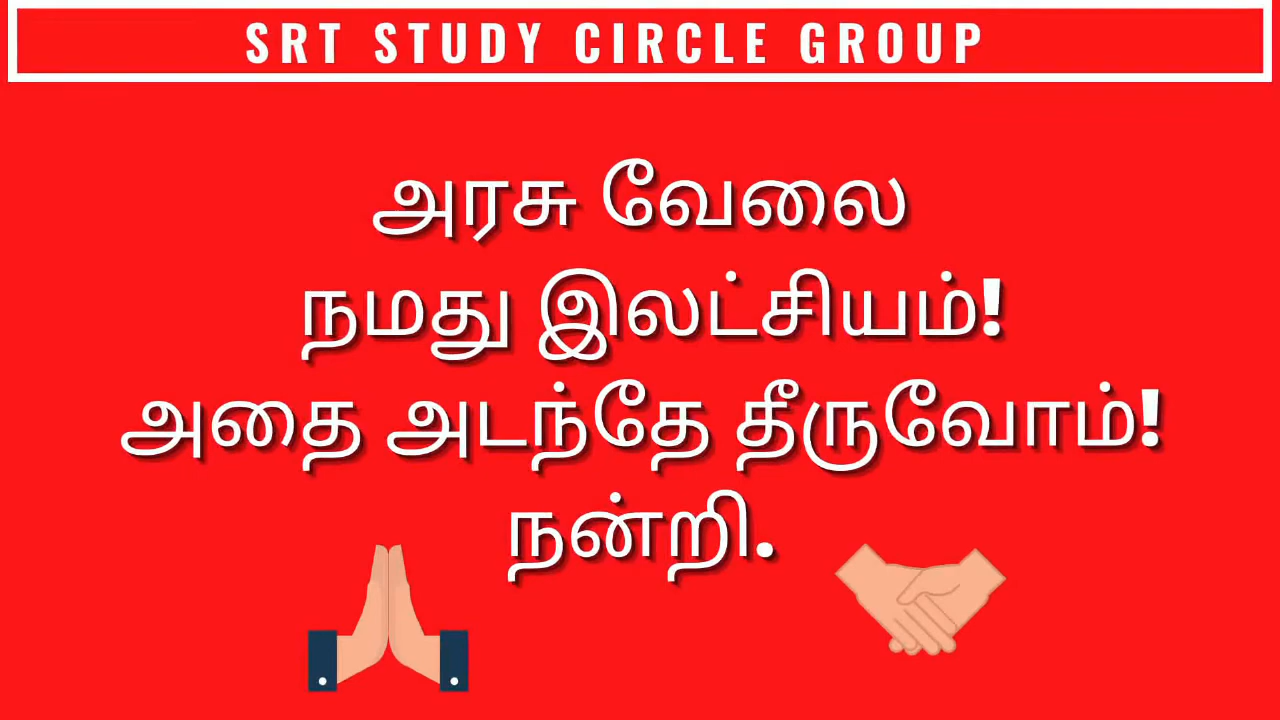 SRT STUDY CIRCLE GROUP
அரசு வேலை
நமது இலட்சியம்!
அதை அடந்தே தீருவோம்!
நன்றி.